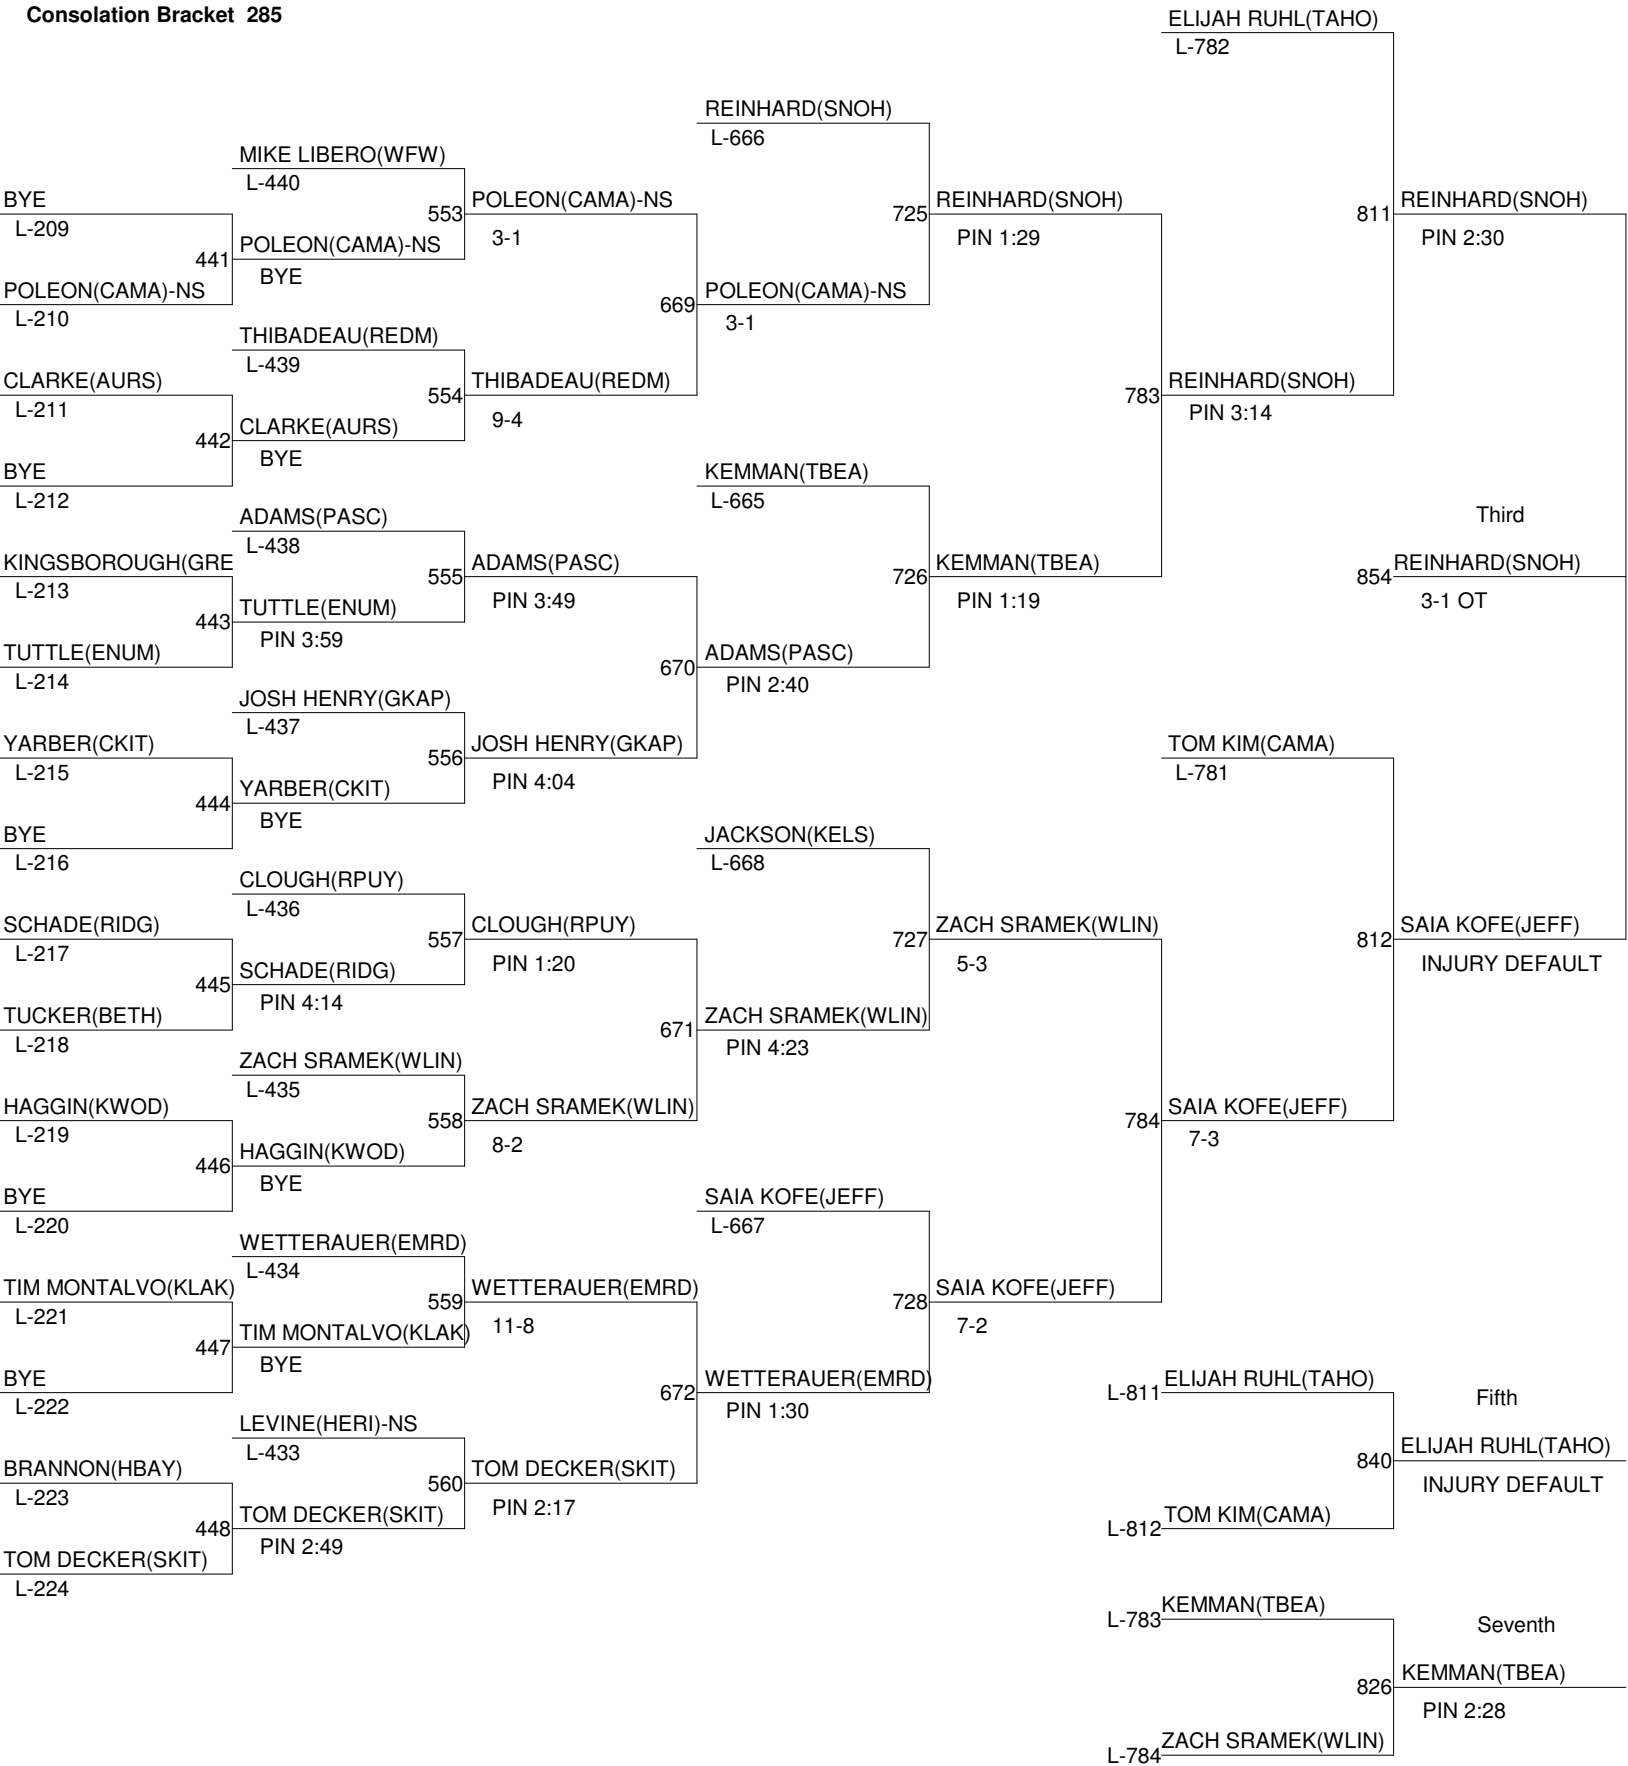 Consolation Bracket 285
ELIJAH RUHL(TAHO)
L-782
REINHARD(SNOH)
L-666
MIKE LIBERO(WFW)
L-440
BYE
L-209
553
POLEON(CAMA)-NS
3-1
725
REINHARD(SNOH)
PIN 1:29
811
REINHARD(SNOH)
PIN 2:30
441
POLEON(CAMA)-NS
BYE
POLEON(CAMA)-NS
L-210
669
POLEON(CAMA)-NS
3-1
THIBADEAU(REDM)
L-439
CLARKE(AURS)
L-211
554
THIBADEAU(REDM)
9-4
783
REINHARD(SNOH)
PIN 3:14
442
CLARKE(AURS)
BYE
BYE
L-212
KEMMAN(TBEA)
L-665
ADAMS(PASC)
L-438
Third
KINGSBOROUGH(GRE
L-213
555
ADAMS(PASC)
PIN 3:49
726
KEMMAN(TBEA)
PIN 1:19
854
REINHARD(SNOH)
3-1 OT
443
TUTTLE(ENUM)
PIN 3:59
TUTTLE(ENUM)
L-214
670
ADAMS(PASC)
PIN 2:40
JOSH HENRY(GKAP)
L-437
YARBER(CKIT)
L-215
556
JOSH HENRY(GKAP)
PIN 4:04
TOM KIM(CAMA)
L-781
444
YARBER(CKIT)
BYE
BYE
L-216
JACKSON(KELS)
L-668
CLOUGH(RPUY)
L-436
SCHADE(RIDG)
L-217
557
CLOUGH(RPUY)
PIN 1:20
727
ZACH SRAMEK(WLIN)
5-3
812
SAIA KOFE(JEFF)
INJURY DEFAULT
445
SCHADE(RIDG)
PIN 4:14
TUCKER(BETH)
L-218
671
ZACH SRAMEK(WLIN)
PIN 4:23
ZACH SRAMEK(WLIN)
L-435
HAGGIN(KWOD)
L-219
558
ZACH SRAMEK(WLIN)
8-2
784
SAIA KOFE(JEFF)
7-3
446
HAGGIN(KWOD)
BYE
BYE
L-220
SAIA KOFE(JEFF)
L-667
WETTERAUER(EMRD)
L-434
TIM MONTALVO(KLAK)
L-221
559
WETTERAUER(EMRD)
11-8
728
SAIA KOFE(JEFF)
7-2
447
TIM MONTALVO(KLAK)
BYE
BYE
L-222
672
WETTERAUER(EMRD)
PIN 1:30
L-811
ELIJAH RUHL(TAHO)
Fifth
LEVINE(HERI)-NS
L-433
840
ELIJAH RUHL(TAHO)
INJURY DEFAULT
BRANNON(HBAY)
L-223
560
TOM DECKER(SKIT)
PIN 2:17
448
TOM DECKER(SKIT)
PIN 2:49
L-812
TOM KIM(CAMA)
TOM DECKER(SKIT)
L-224
L-783
KEMMAN(TBEA)
Seventh
826
KEMMAN(TBEA)
PIN 2:28
L-784
ZACH SRAMEK(WLIN)